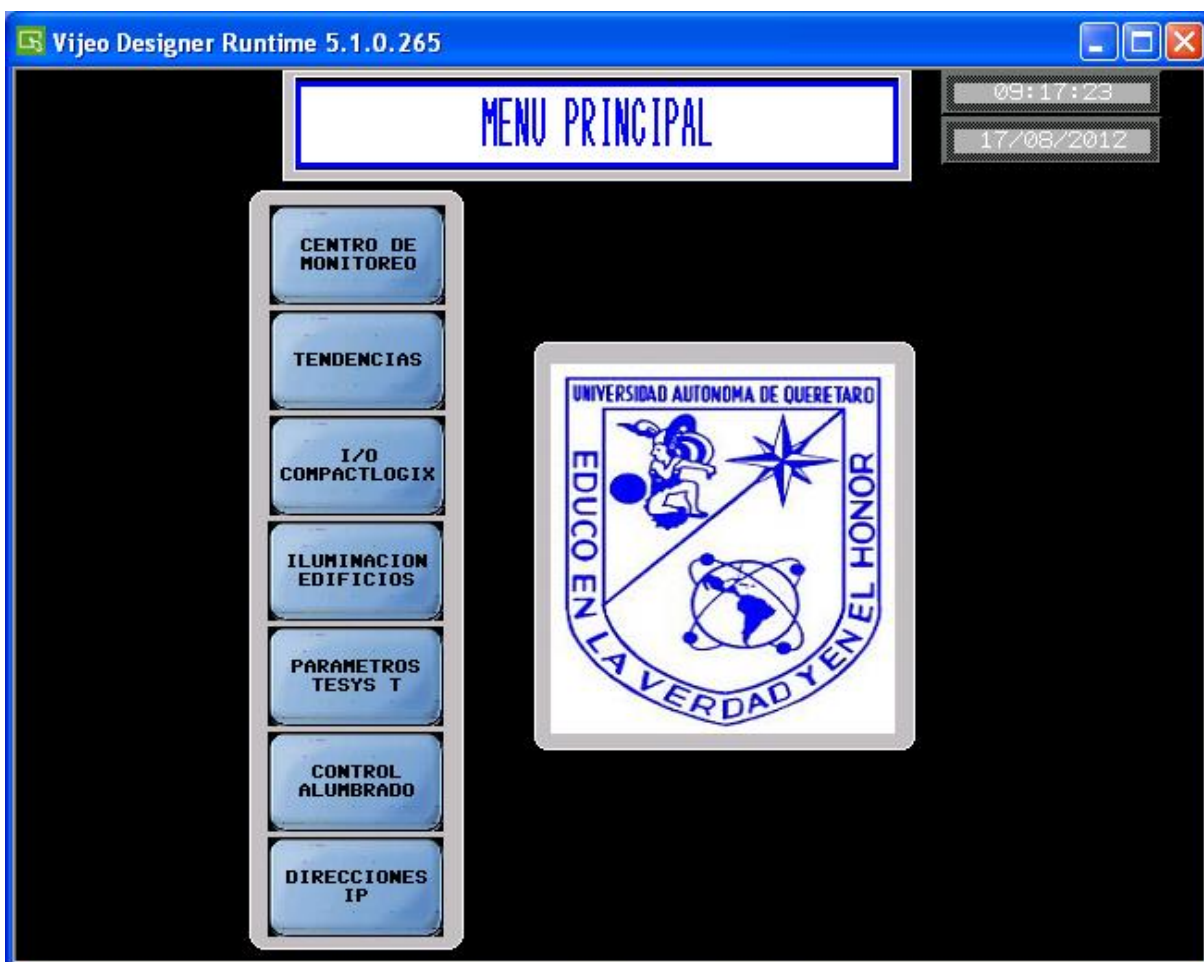 Vijeo Designer Runtime 5.1.0.265
MENU PRINCIPAL
09:17:23
17/08/2012
CENTRO DE
MONITOREO
TENDENCIAS
I/O
COMPACTLOGIX
ILUMINACION
EDIFICIOS
PARAMETROS
TESYS T
CONTROL
ALUMBRADO
DIRECCIONES
IP
UNIVERSIDAD AUTONOMA DE QUERETARO
EDUCO EN LA VERDAD Y EN EL HONOR